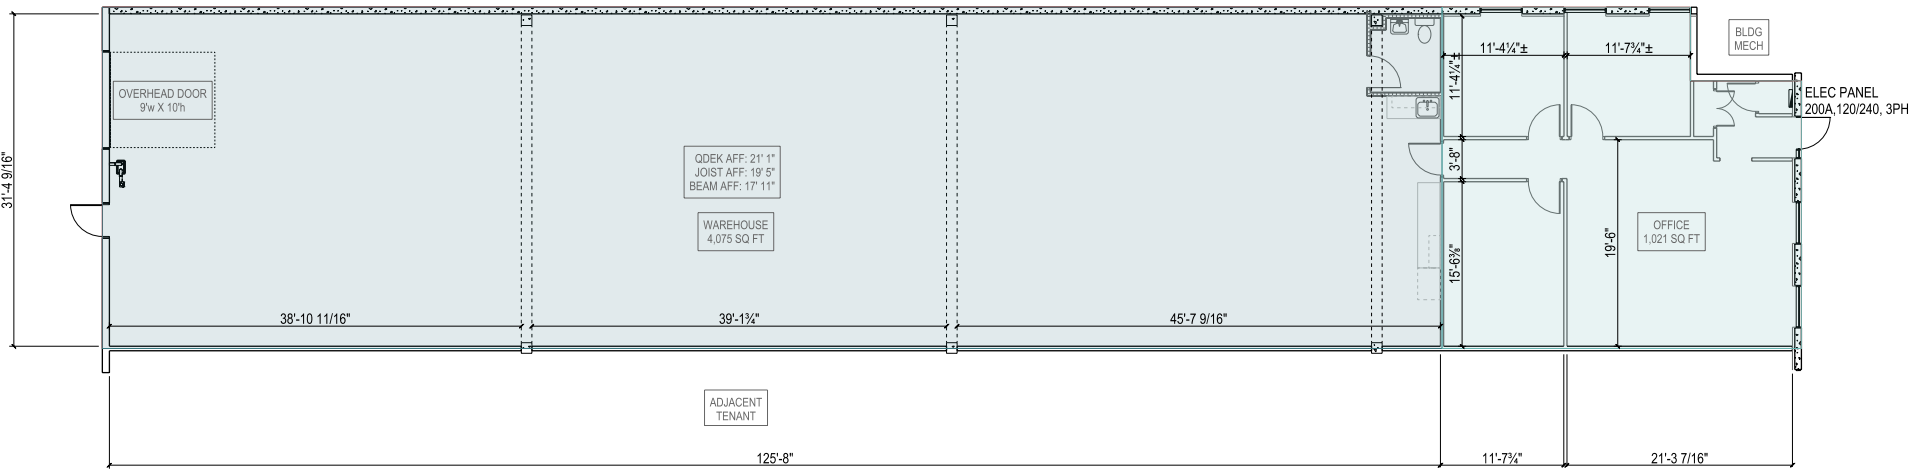 BLDG
MECH
11'-4¼"±
11'-7¾"±
11'-4¼"±
OVERHEAD DOOR
9'w X 10'h
ELEC PANEL
200A,120/240, 3PH
31'-4 9/16"
QDEK AFF: 21' 1"
JOIST AFF: 19' 5"
BEAM AFF: 17' 11"
3'-8"
WAREHOUSE
4,075 SQ FT
OFFICE
1,021 SQ FT
19'-6"
15'-6⅜"
38'-10 11/16"
39'-1¾"
45'-7 9/16"
ADJACENT
TENANT
125'-8"
11'-7¾"
21'-3 7/16"